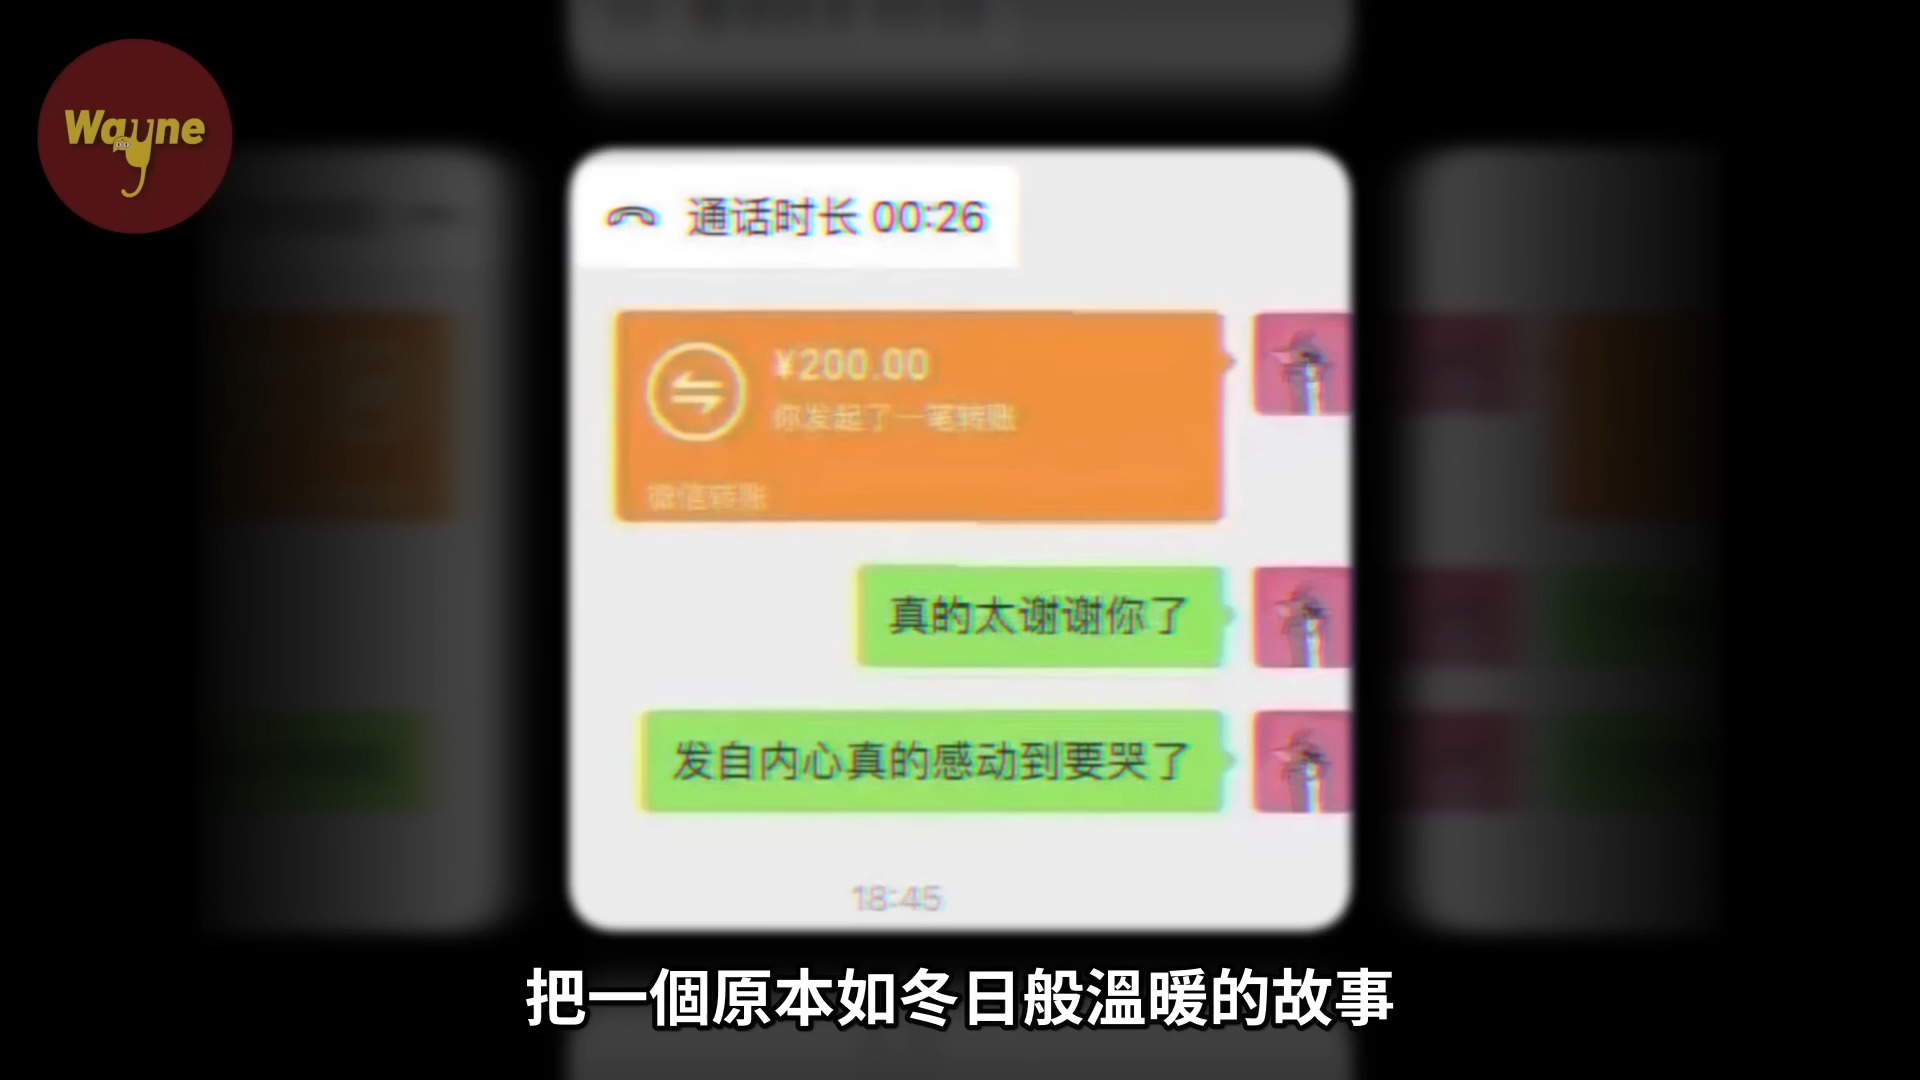 Wayne
通话时长 00:26
¥200.00
你发起了一笔转账
微信转账
真的太谢谢你了
发自内心真的感动到要哭了
18:45
把一個原本如冬日般溫暖的故事